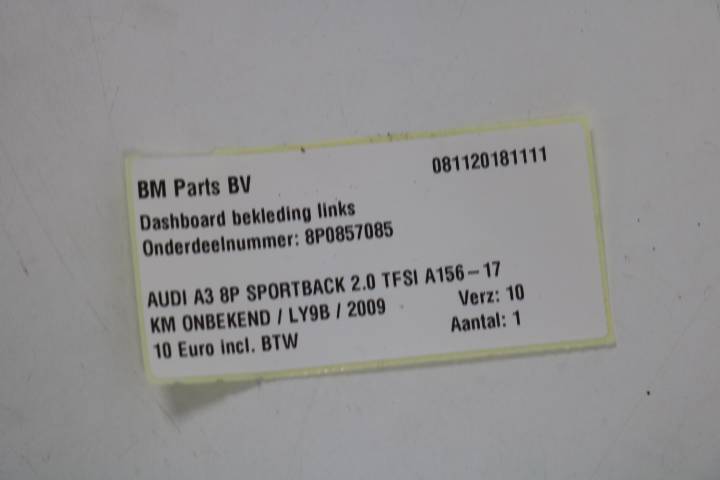 BM Parts BV 081120181111
Dashboard bekleding links
Onderdeelnummer: 8P0857085
AUDI A3 8P SPORTBACK 2.0 TFSI A156-17
KM ONBEKEND / LY9B / 2009 Verz: 10
10 Euro incl. BTW Aantal: 1